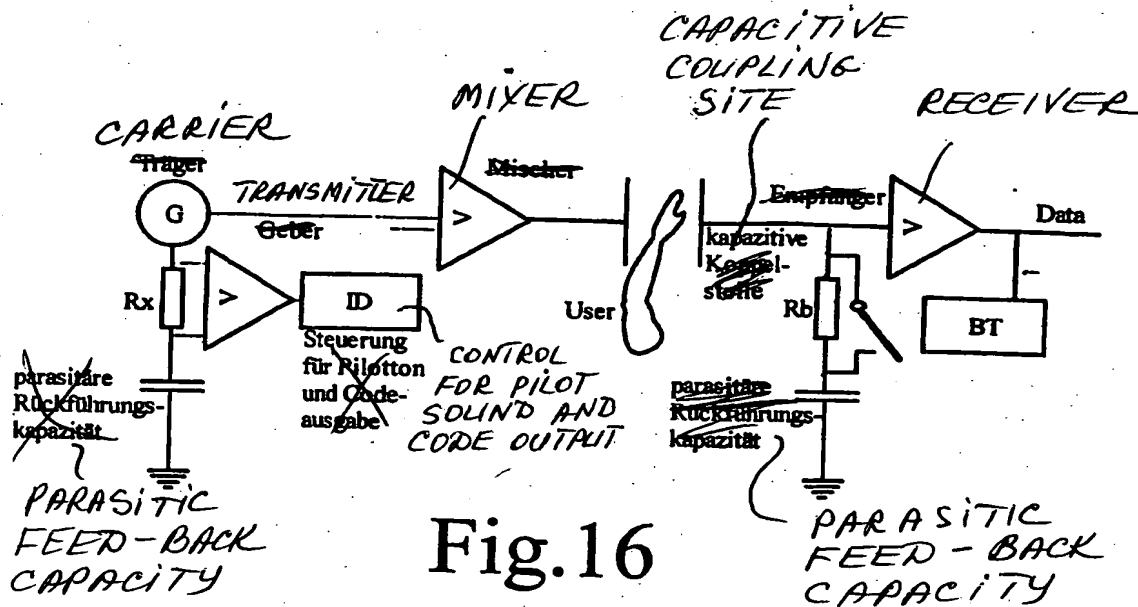 CAPACITIVE
COUPLING
SITE
MIXER
RECEIVER
CARRIER
Träger
G
TRANSMITLER
Geber
>
Mischer
Empfänger
>
Data
kapazitive
Koppel-
stoffe
Rx
>
ID
User
Rb
BT
Steuerung
für Pilotton
und Code-
ausgabe
CONTROL
FOR PILOT
SOUND AND
CODE OUTPUT
parasitäre
Rückführungs-
kapazität
parasitäre
Rückführungs-
kapazität
PARASITIC
FEED-BACK
CAPACITY
Fig.16
PARASITIC
FEED-BACK
CAPACITY